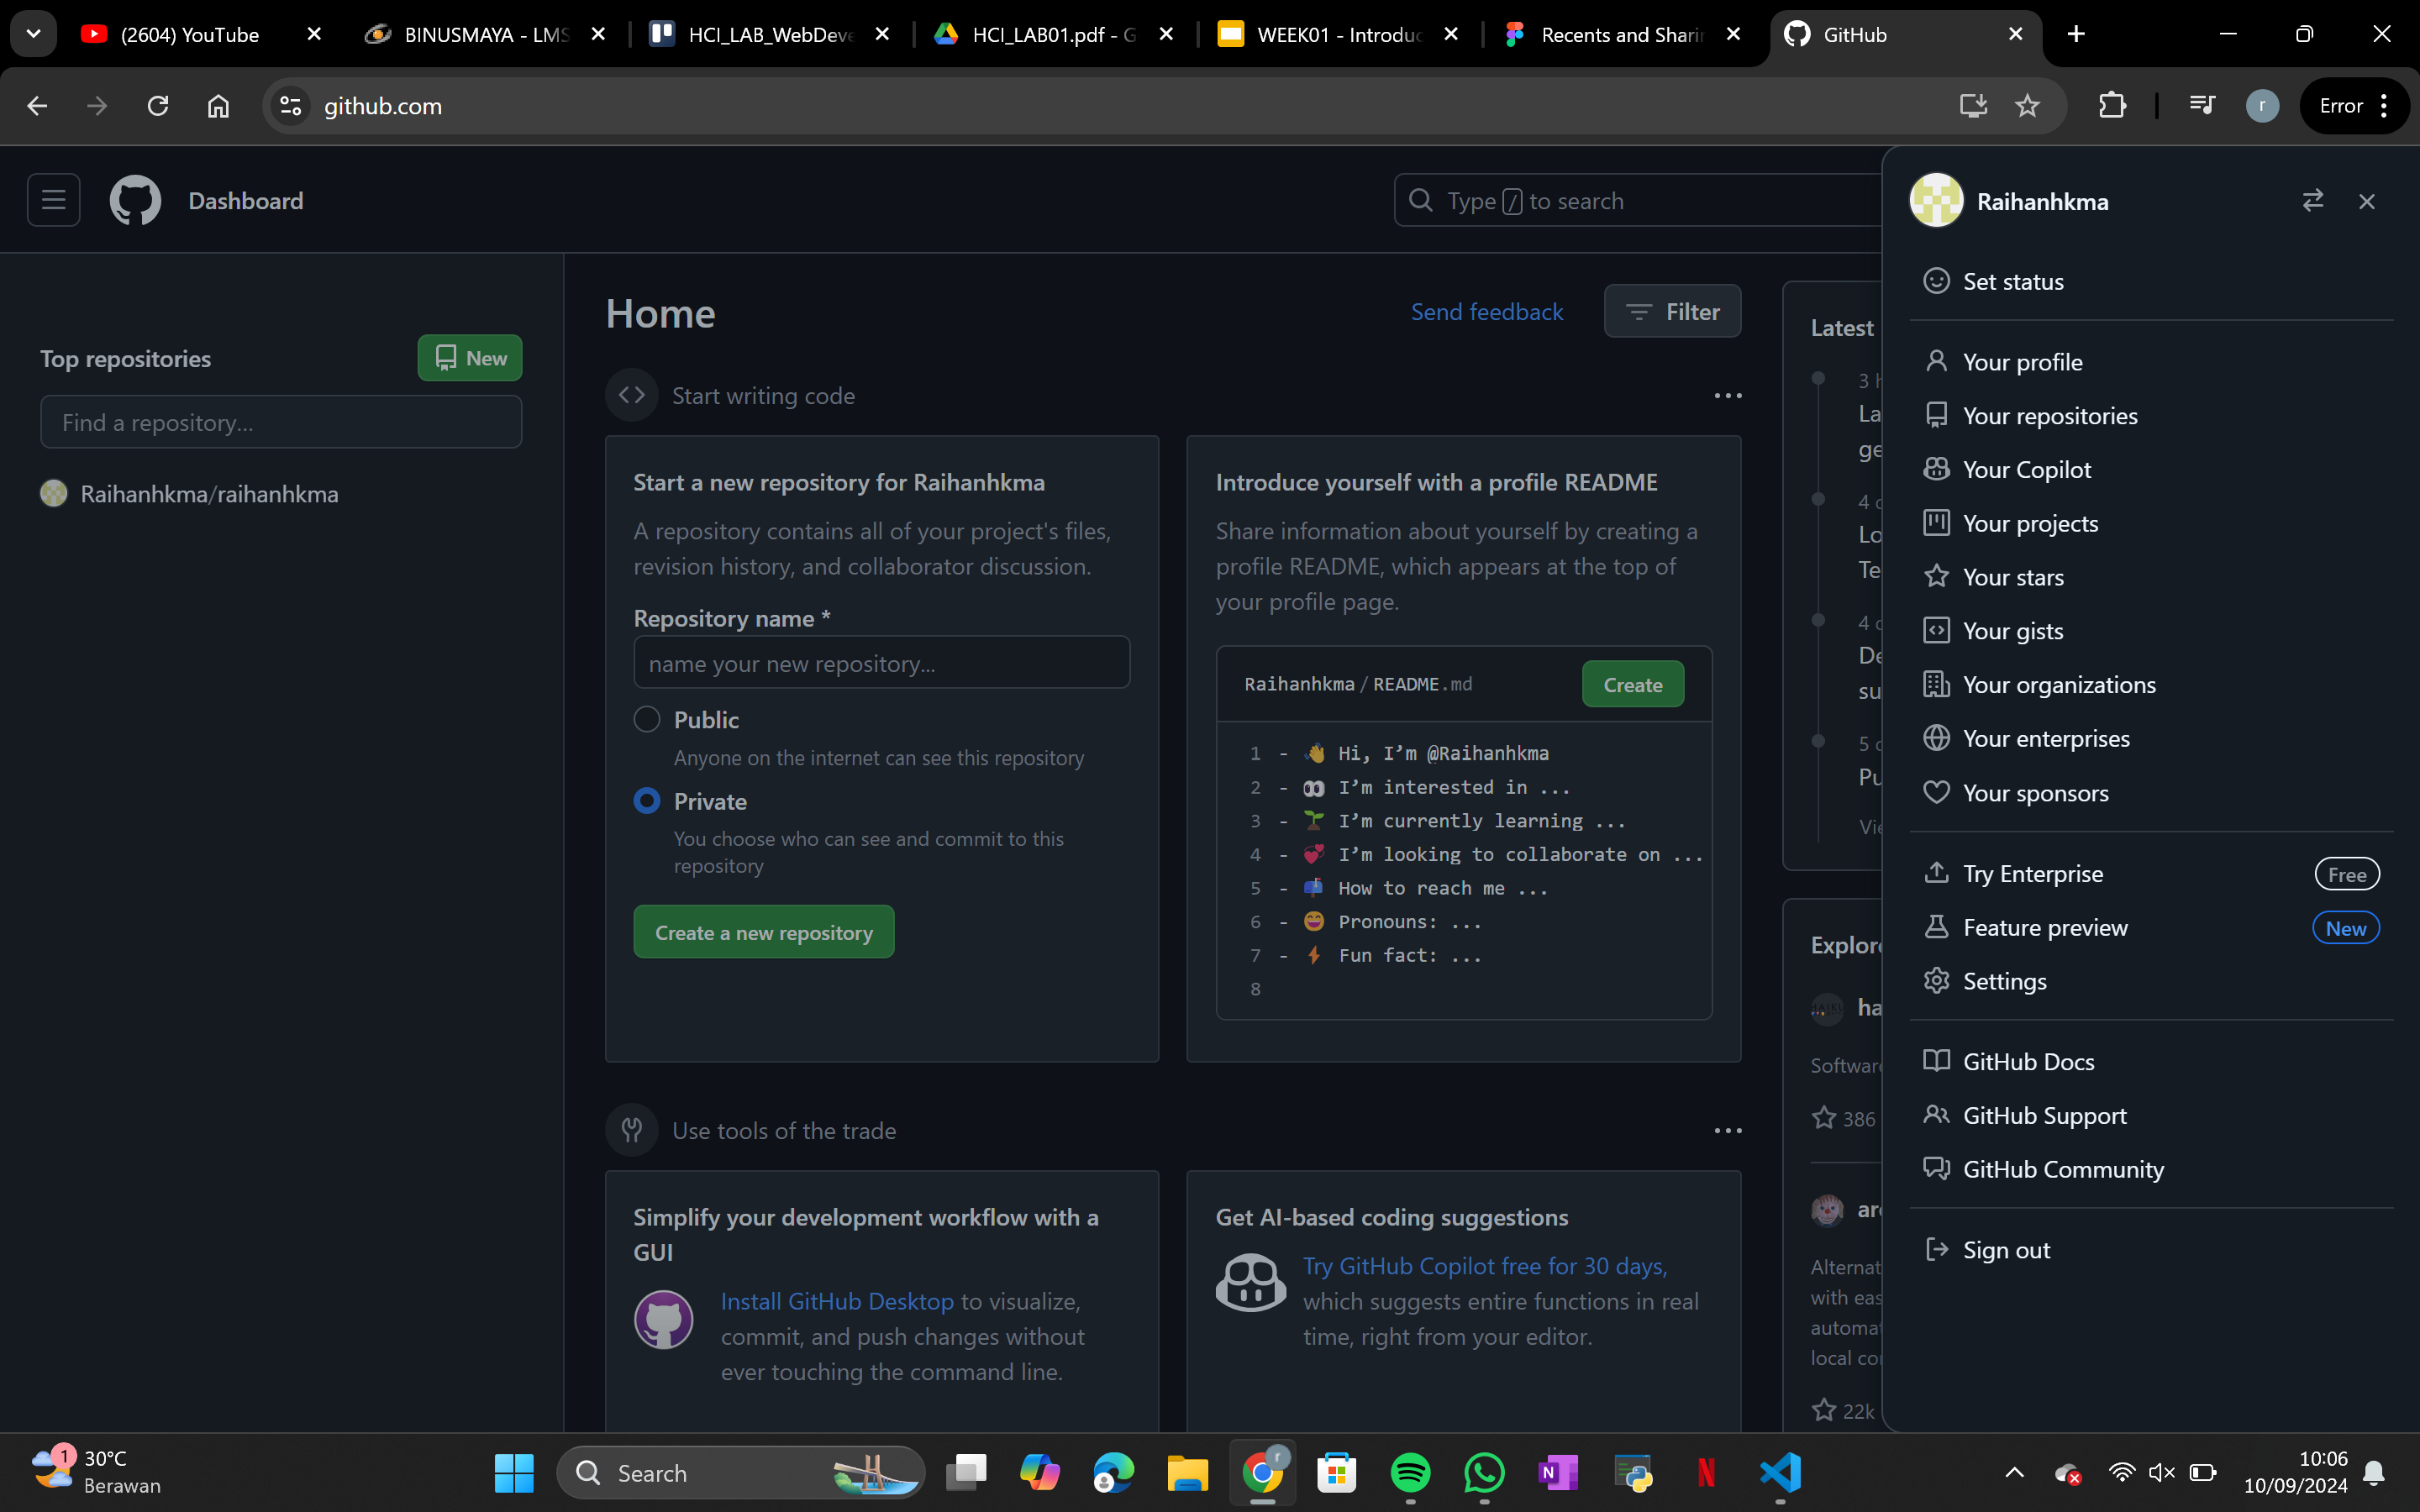 (2604) YouTube
BINUSMAYA - LMS
HCI_LAB_WebDeve
HCI_LAB01.pdf - G
WEEK01 - Introduc
Recents and Sharin
GitHub
github.com
r
Error
Dashboard
Type / to search
Raihanhkma
Set status
Top repositories
New
Find a repository...
Raihanhkma/raihanhkma
Home
Send feedback
Filter
Start writing code
Start a new repository for Raihanhkma
A repository contains all of your project's files,
revision history, and collaborator discussion.
Repository name *
name your new repository...
Public
Anyone on the internet can see this repository
Private
You choose who can see and commit to this
repository
Create a new repository
Introduce yourself with a profile README
Share information about yourself by creating a
profile README, which appears at the top of
your profile page.
Raihanhkma / README.md
Create
1 - 👋 Hi, I’m @Raihanhkma
2 - 👀 I’m interested in ...
3 - 🌱 I’m currently learning ...
4 - 💞️ I’m looking to collaborate on ...
5 - 📫 How to reach me ...
6 - 😄 Pronouns: ...
7 - ⚡ Fun fact: ...
8
Use tools of the trade
Simplify your development workflow with a
GUI
Install GitHub Desktop to visualize,
commit, and push changes without
ever touching the command line.
Get AI-based coding suggestions
Try GitHub Copilot free for 30 days,
which suggests entire functions in real
time, right from your editor.
Latest
3 h
La
ge
4 d
Lo
Te
4 d
De
su
5 d
Pu
Vie
Explore
ha
Software
386
are
Alternat
with eas
automat
local co
22k
Your profile
Your repositories
Your Copilot
Your projects
Your stars
Your gists
Your organizations
Your enterprises
Your sponsors
Try Enterprise
Free
Feature preview
New
Settings
GitHub Docs
GitHub Support
GitHub Community
Sign out
1
30°C
Berawan
Search
r
N
10:06
10/09/2024